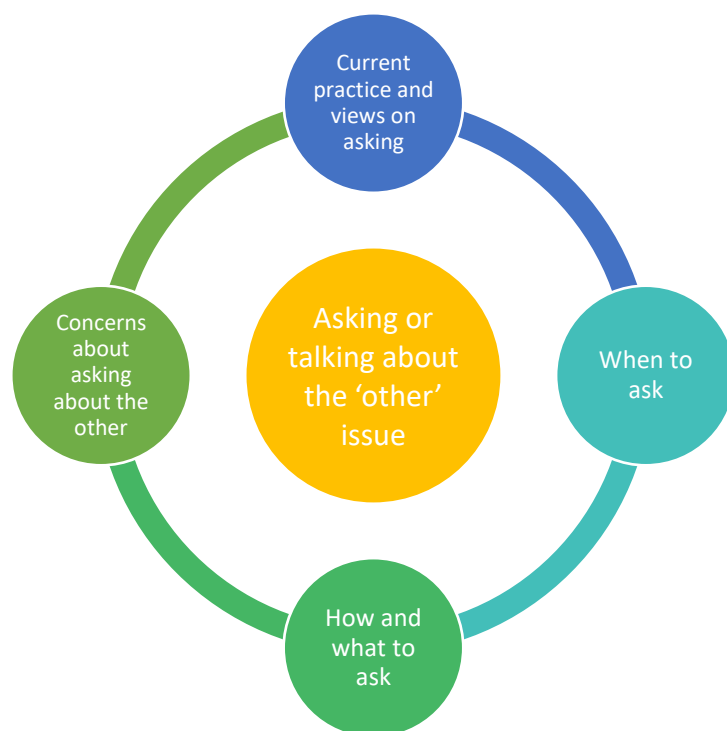 Current
practice and
views on
asking
Asking or
talking about
the ‘other’
issue
Concerns
about
asking
about the
other
When to
ask
How and
what to
ask